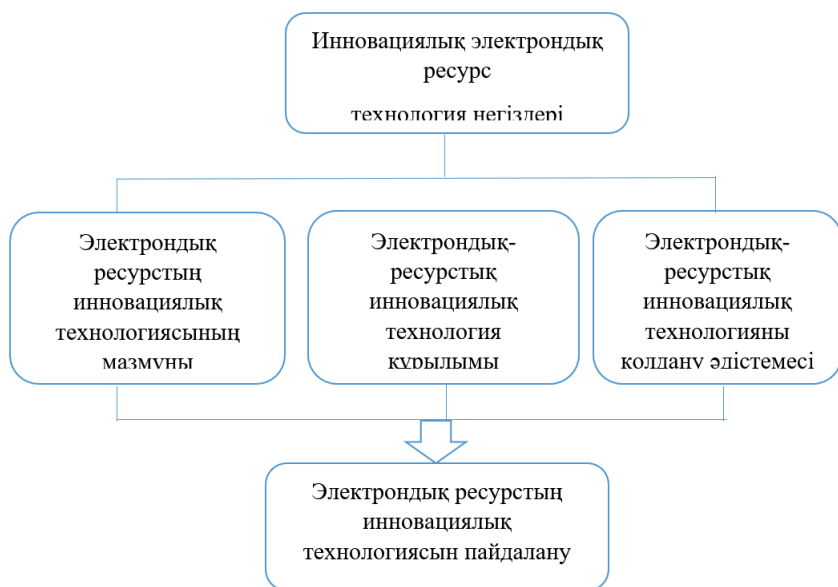 Инновациялық электрондық
ресурс
технология негіздері
Электрондық
ресурстың
инновациялық
технологиясының
мазмұны
Электрондық-
ресурстық
инновациялық
технология
құрылымы
Электрондық-
ресурстық
инновациялық
технологияны
қолдану әдістемесі
Электрондық ресурстың
инновациялық
технологиясын пайдалану